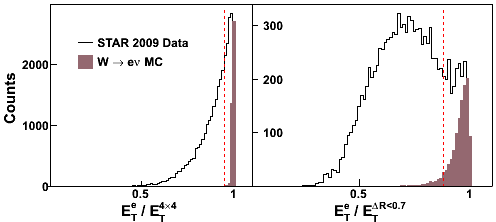 Counts
2000
1000
0
0.5
1
E_T^e / E_T^{4×4}
STAR 2009 Data
W → eν MC
300
200
100
0.5
1
E_T^e / E_T^{ΔR<0.7}